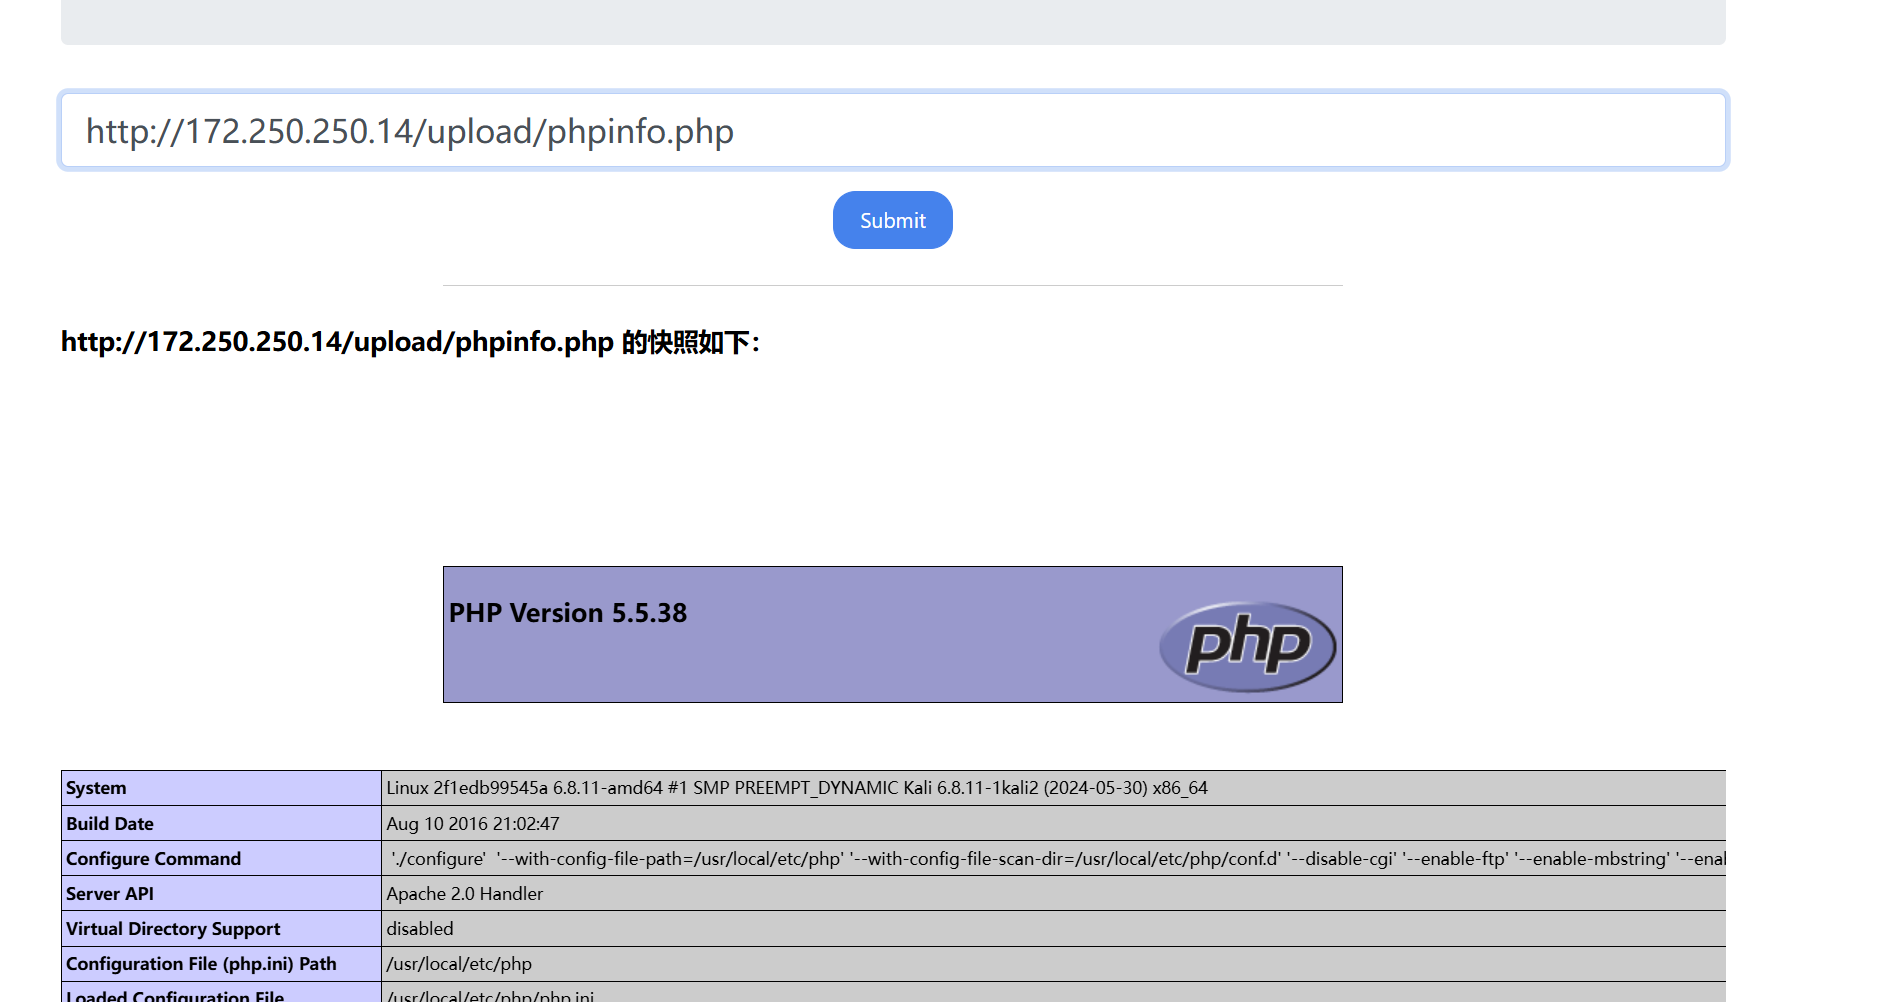 http://172.250.250.14/upload/phpinfo.php
Submit
http://172.250.250.14/upload/phpinfo.php 的快照如下：
PHP Version 5.5.38
php
System Linux 2f1edb99545a 6.8.11-amd64 #1 SMP PREEMPT_DYNAMIC Kali 6.8.11-1kali2 (2024-05-30) x86_64
Build Date Aug 10 2016 21:02:47
Configure Command './configure' '--with-config-file-path=/usr/local/etc/php' '--with-config-file-scan-dir=/usr/local/etc/php/conf.d' '--disable-cgi' '--enable-ftp' '--enable-mbstring' '--enal
Server API Apache 2.0 Handler
Virtual Directory Support disabled
Configuration File (php.ini) Path /usr/local/etc/php
Loaded Configuration File /usr/local/etc/php/php.ini